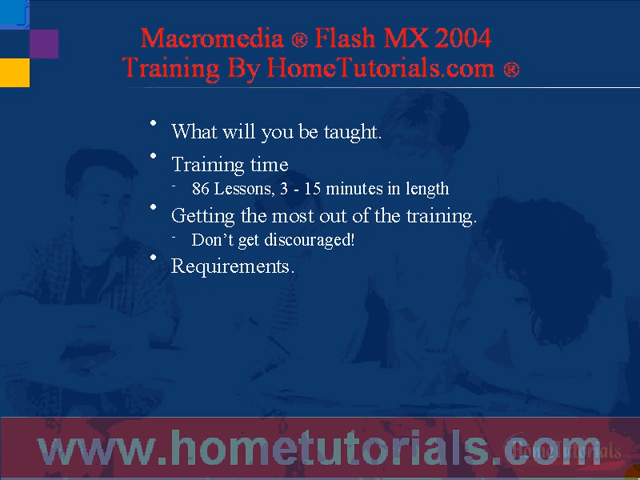 Macromedia ® Flash MX 2004
Training By HomeTutorials.com ®
• What will you be taught.
• Training time
- 86 Lessons, 3 - 15 minutes in length
• Getting the most out of the training.
- Don’t get discouraged!
• Requirements.
www.hometutorials.com
HomeTutorials